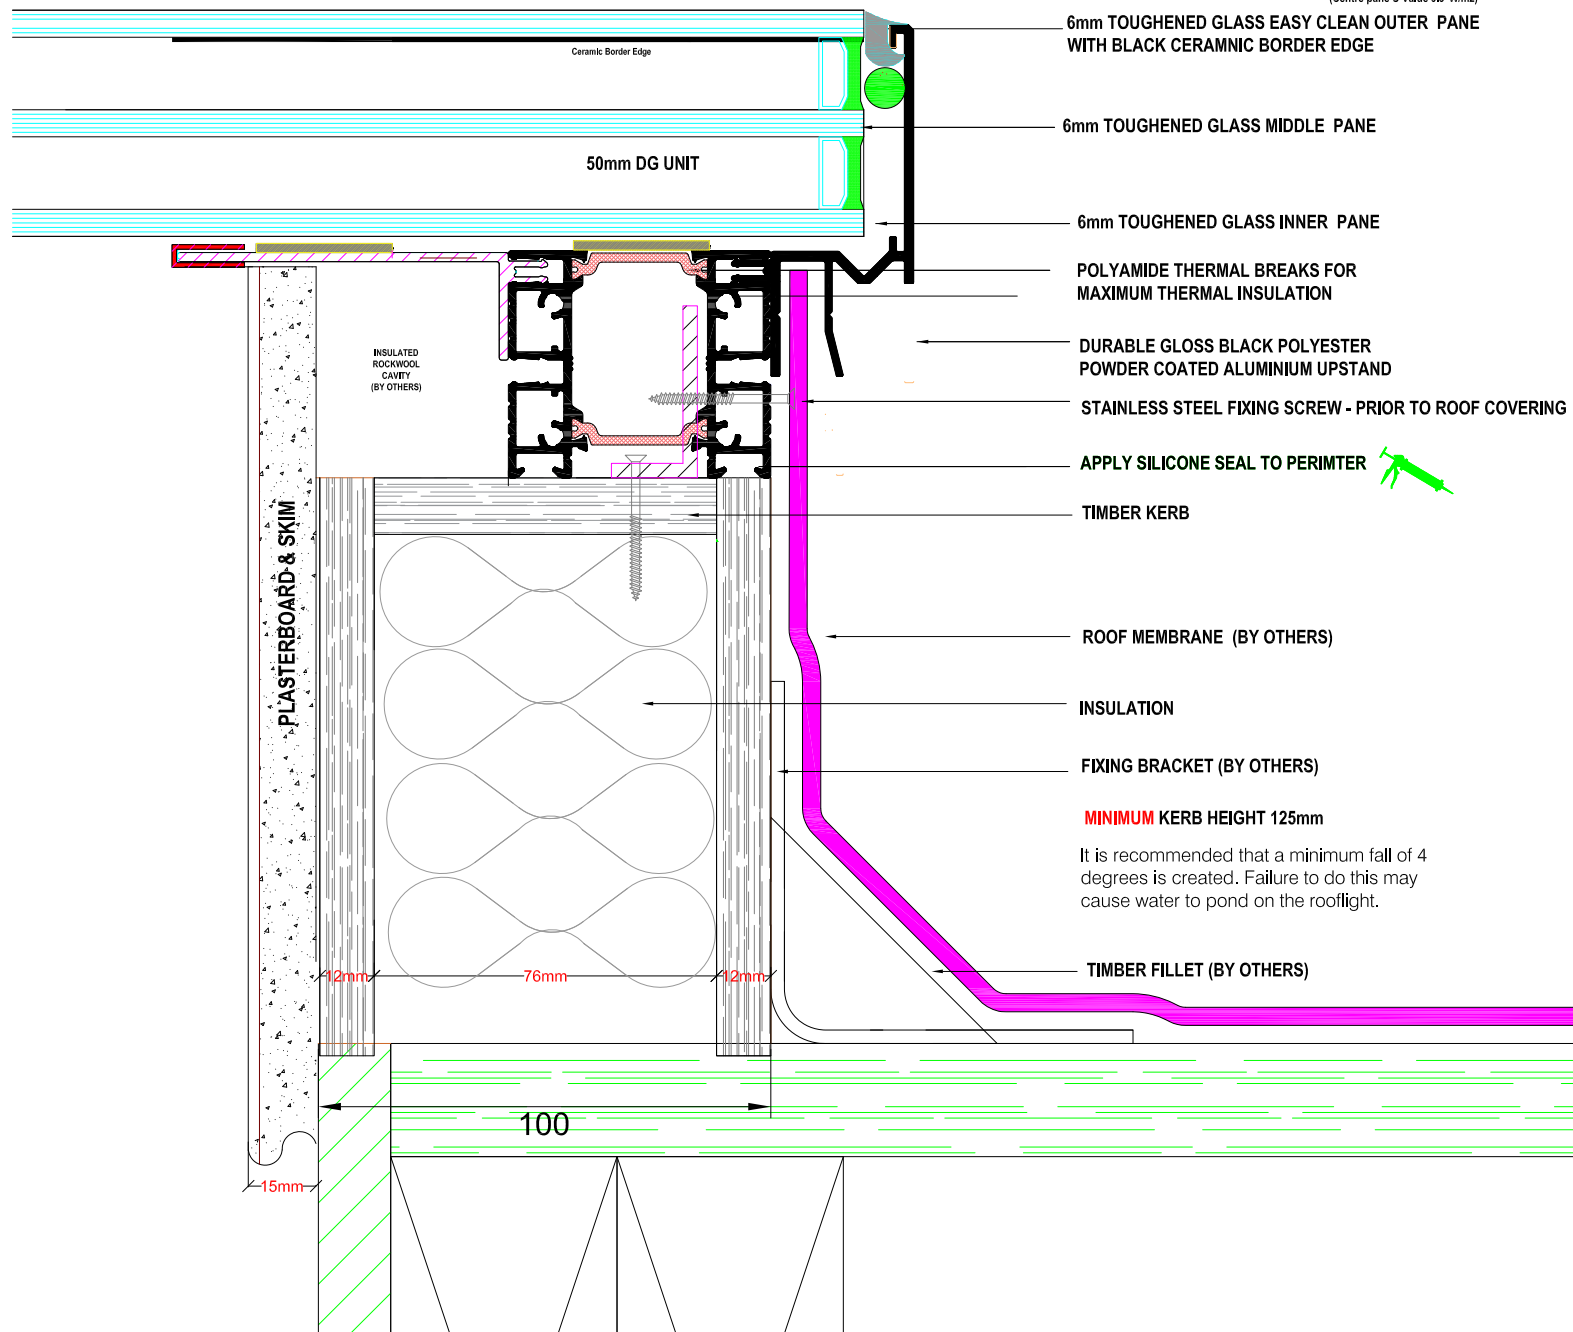 6mm TOUGHENED GLASS EASY CLEAN OUTER PANE
WITH BLACK CERAMNIC BORDER EDGE
Ceramic Border Edge
6mm TOUGHENED GLASS MIDDLE PANE
50mm DG UNIT
6mm TOUGHENED GLASS INNER PANE
POLYAMIDE THERMAL BREAKS FOR
MAXIMUM THERMAL INSULATION
DURABLE GLOSS BLACK POLYESTER
POWDER COATED ALUMINIUM UPSTAND
INSULATED
ROCKWOOL
CAVITY
(BY OTHERS)
STAINLESS STEEL FIXING SCREW - PRIOR TO ROOF COVERING
APPLY SILICONE SEAL TO PERIMTER
TIMBER KERB
PLASTERBOARD & SKIM
ROOF MEMBRANE (BY OTHERS)
INSULATION
FIXING BRACKET (BY OTHERS)
MINIMUM KERB HEIGHT 125mm
It is recommended that a minimum fall of 4
degrees is created. Failure to do this may
cause water to pond on the rooflight.
TIMBER FILLET (BY OTHERS)
12mm
76mm
12mm
100
15mm